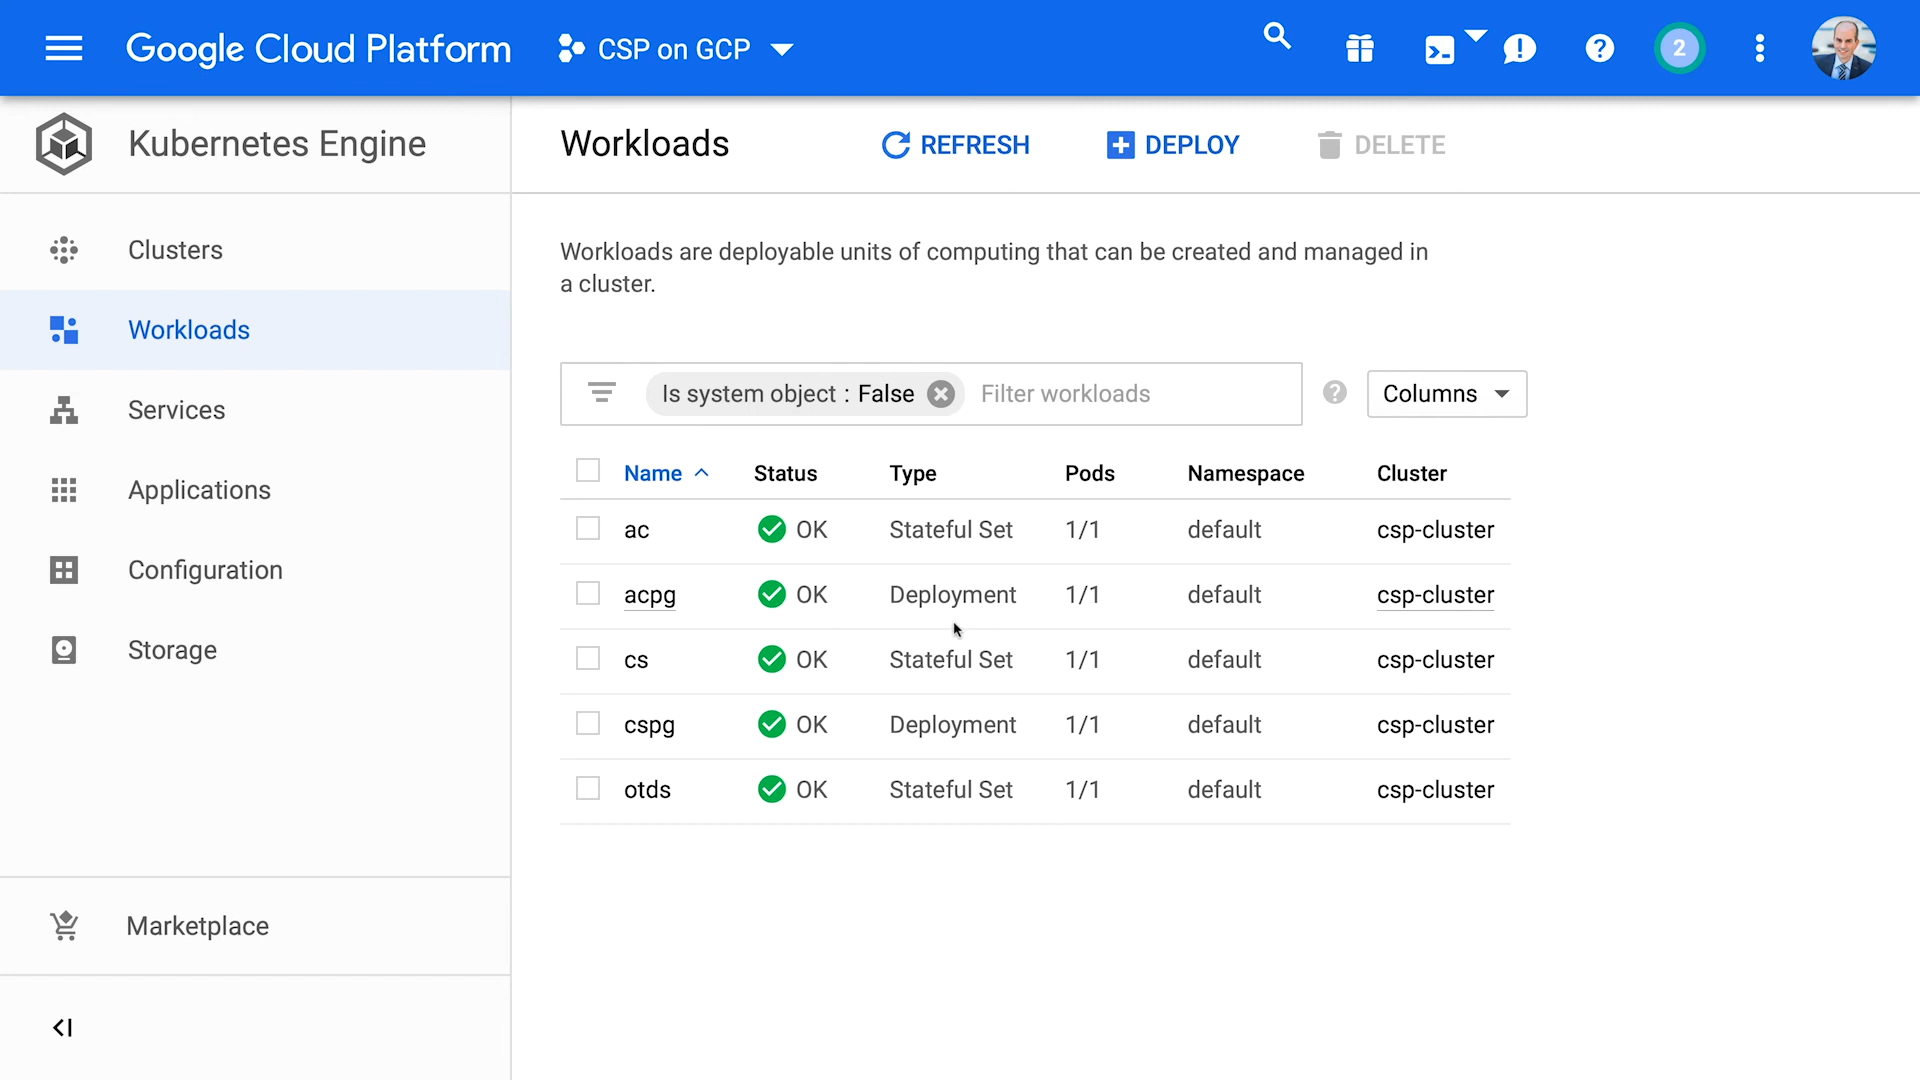 Google Cloud Platform CSP on GCP 2
Kubernetes Engine
Workloads REFRESH DEPLOY DELETE
Clusters
Workloads
Services
Applications
Configuration
Storage
Marketplace
Workloads are deployable units of computing that can be created and managed in
a cluster.
Is system object : False Filter workloads Columns
Name Status Type Pods Namespace Cluster
ac OK Stateful Set 1/1 default csp-cluster
acpg OK Deployment 1/1 default csp-cluster
cs OK Stateful Set 1/1 default csp-cluster
cspg OK Deployment 1/1 default csp-cluster
otds OK Stateful Set 1/1 default csp-cluster